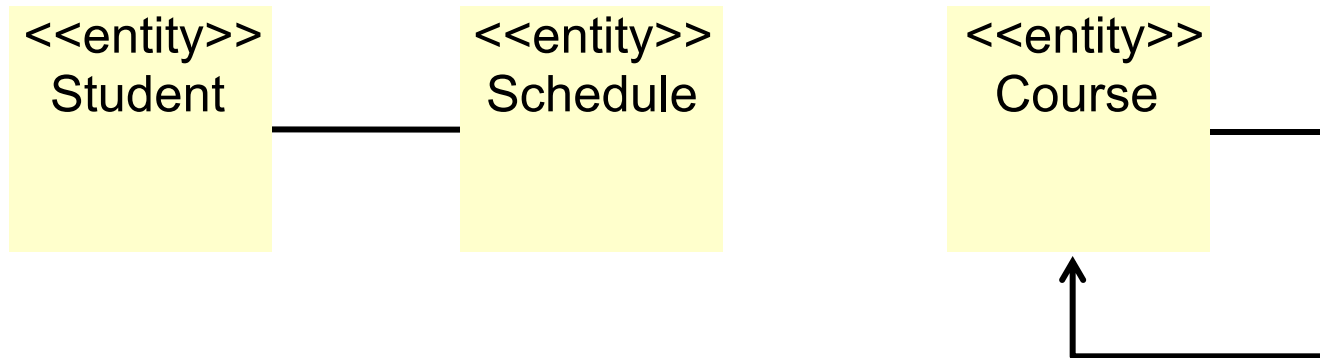 <<entity>>
Student
<<entity>>
Schedule
<<entity>>
Course